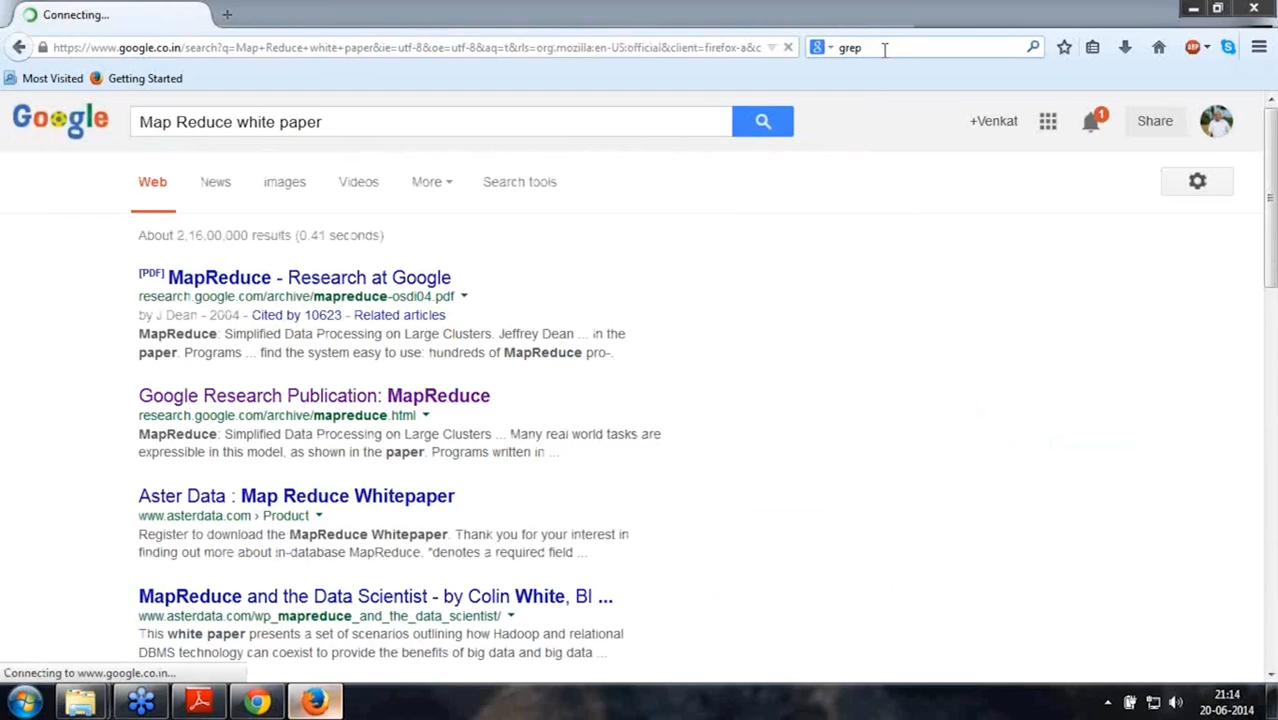 Connecting...
https://www.google.co.in/search?q=Map+Reduce+white+paper&ie=utf-8&oe=utf-8&aq=t&rls=org.mozilla:en-US:official&client=firefox-a&c
grep
Most Visited
Getting Started
Google
Map Reduce white paper
+Venkat
1
Share
Web
News
Images
Videos
More
Search tools
About 2,16,00,000 results (0.41 seconds)
[PDF] MapReduce - Research at Google
research.google.com/archive/mapreduce-osdi04.pdf
by J Dean - 2004 - Cited by 10623 - Related articles
MapReduce: Simplified Data Processing on Large Clusters. Jeffrey Dean ... in the
paper. Programs ... find the system easy to use: hundreds of MapReduce pro-.
Google Research Publication: MapReduce
research.google.com/archive/mapreduce.html
MapReduce: Simplified Data Processing on Large Clusters ... Many real world tasks are
expressible in this model, as shown in the paper. Programs written in ...
Aster Data : Map Reduce Whitepaper
www.asterdata.com › Product
Register to download the MapReduce Whitepaper. Thank you for your interest in
finding out more about in-database MapReduce. "denotes a required field ...
MapReduce and the Data Scientist - by Colin White, BI ...
www.asterdata.com/wp_mapreduce_and_the_data_scientist/
This white paper presents a set of scenarios outlining how Hadoop and relational
DBMS technology can coexist to provide the benefits of big data and big data ...
Connecting to www.google.co.in...
21:14
20-06-2014